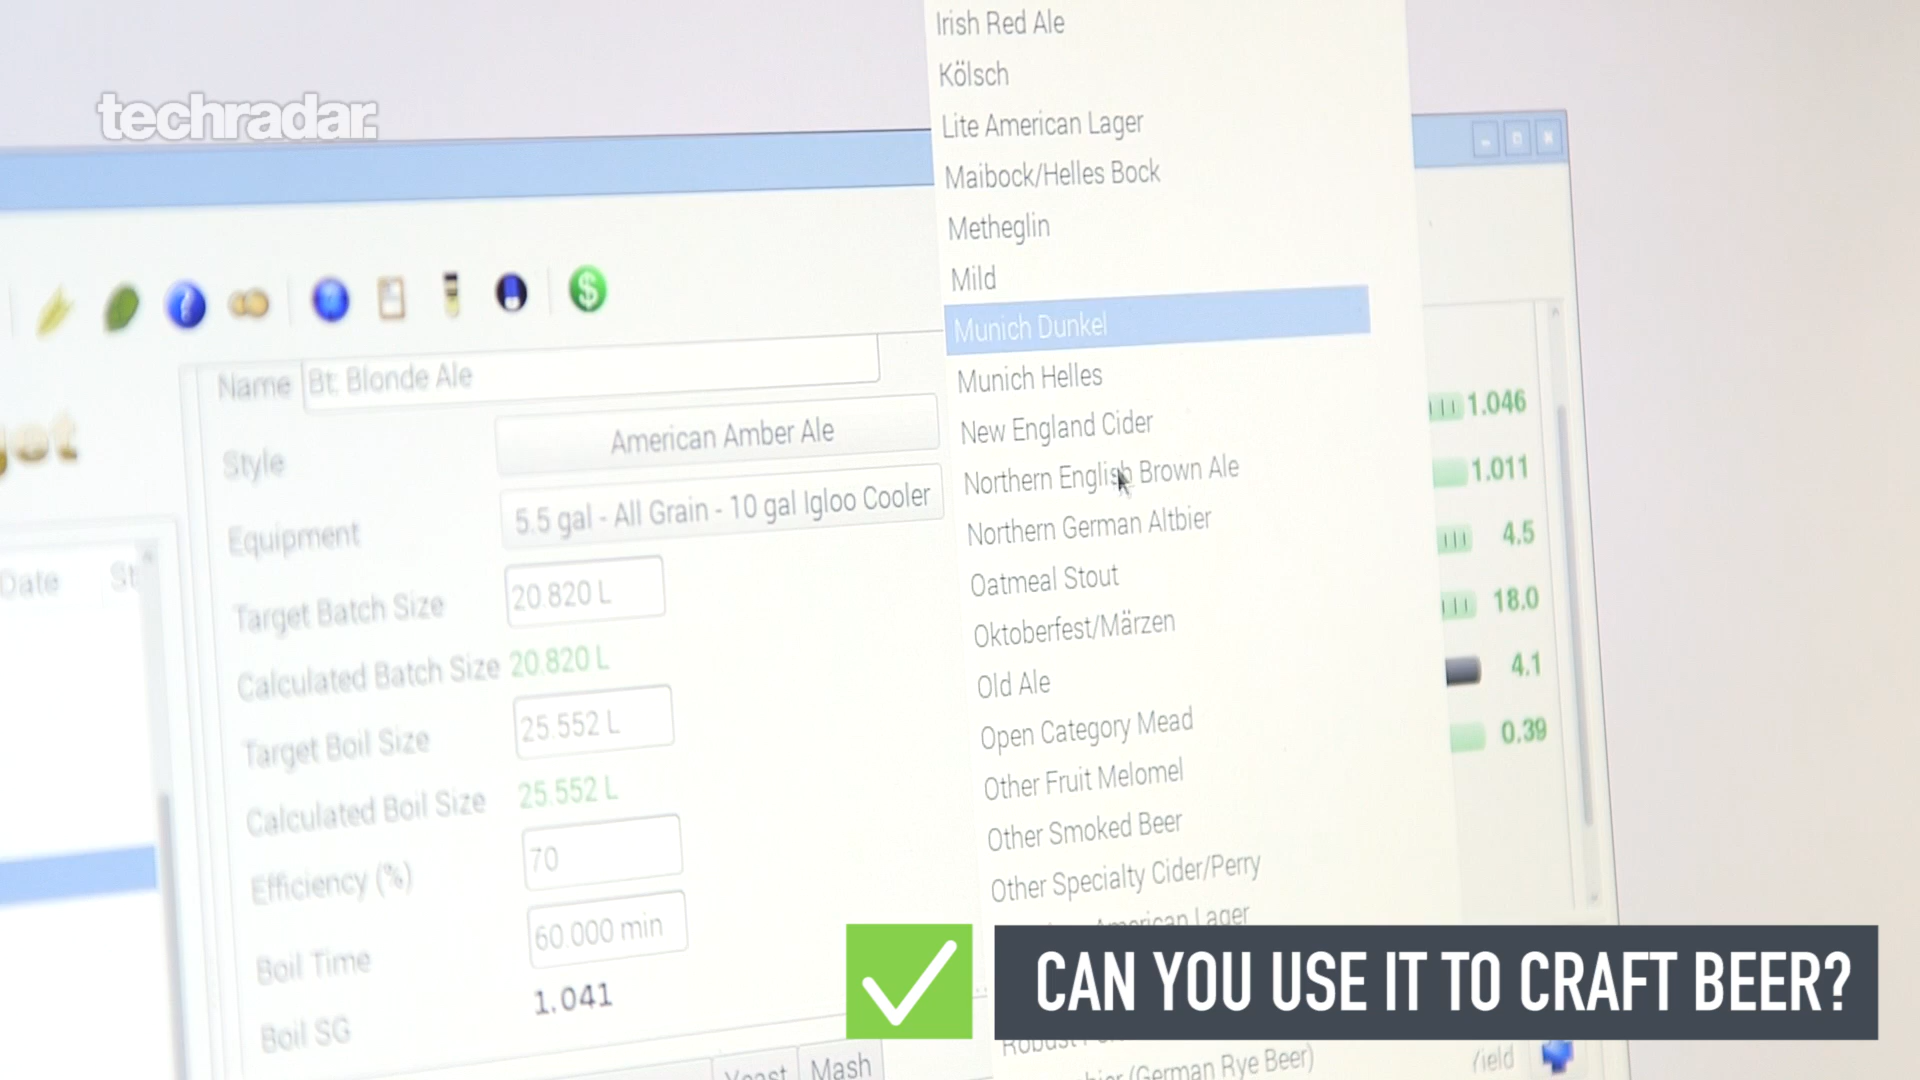 techradar.
Irish Red Ale
Kölsch
Lite American Lager
Maibock/Helles Bock
Metheglin
Mild
Munich Dunkel
Munich Helles
New England Cider
Northern English Brown Ale
Northern German Altbier
Oatmeal Stout
Oktoberfest/Märzen
Old Ale
Open Category Mead
Other Fruit Melomel
Other Smoked Beer
Other Specialty Cider/Perry
American Lager
(German Rye Beer)
Name Bt: Blonde Ale
Style American Amber Ale
Equipment 5.5 gal - All Grain - 10 gal Igloo Cooler
Target Batch Size 20.820 L
Calculated Batch Size 20.820 L
Target Boil Size 25.552 L
Calculated Boil Size 25.552 L
Efficiency (%) 70
Boil Time 60.000 min
Boil SG 1.041
Date
Mash
1.046
1.011
4.5
18.0
4.1
0.39
CAN YOU USE IT TO CRAFT BEER?